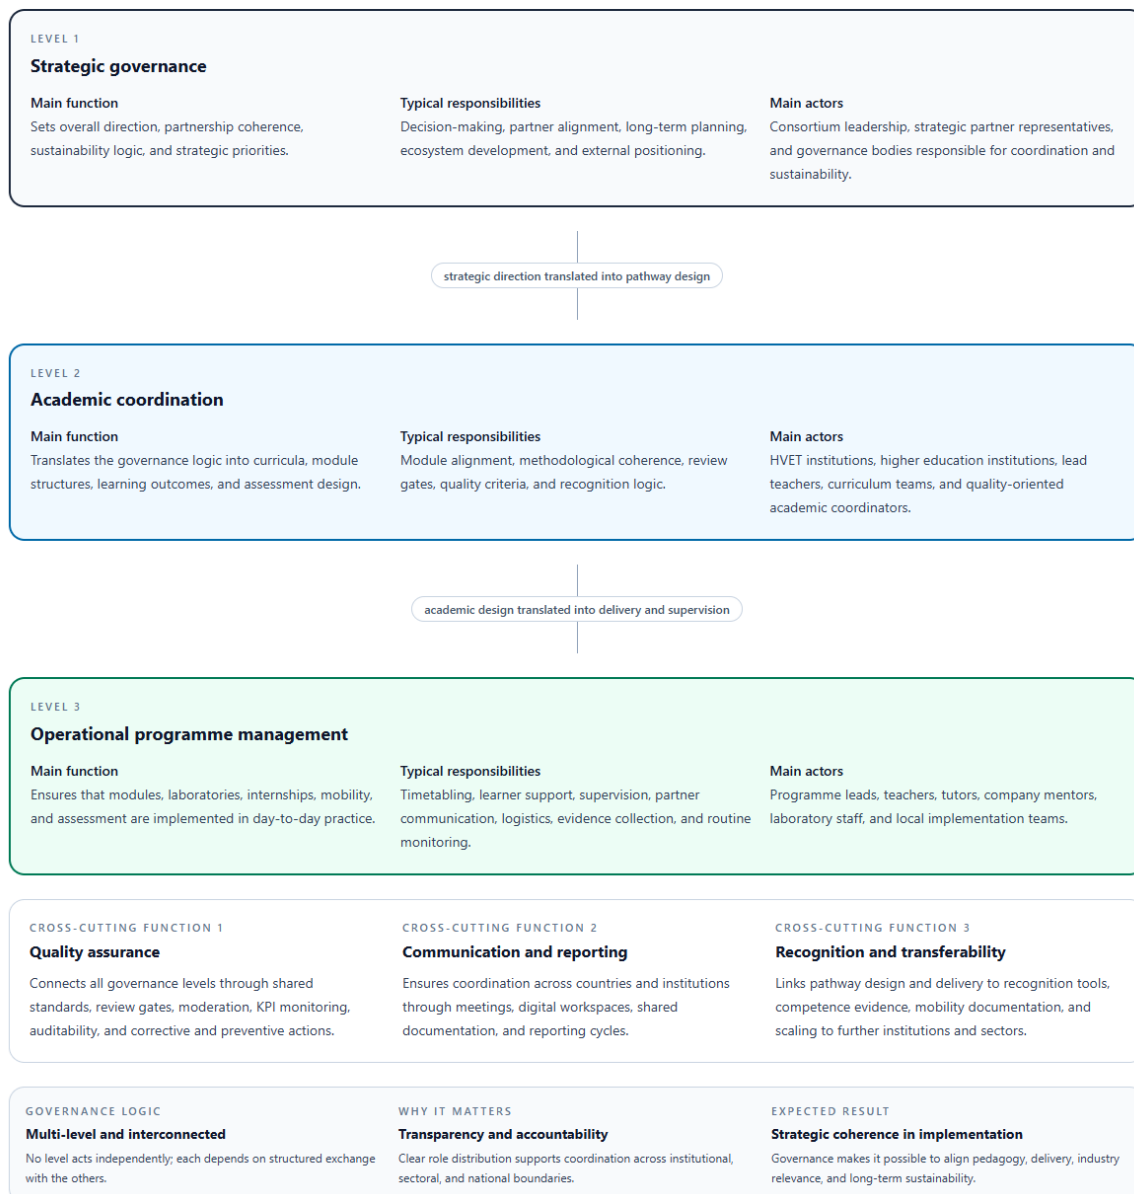 LEVEL 1
Strategic governance
Main function
Sets overall direction, partnership coherence,
sustainability logic, and strategic priorities.
Typical responsibilities
Decision-making, partner alignment, long-term planning,
ecosystem development, and external positioning.
Main actors
Consortium leadership, strategic partner representatives,
and governance bodies responsible for coordination and
sustainability.
strategic direction translated into pathway design
LEVEL 2
Academic coordination
Main function
Translates the governance logic into curricula, module
structures, learning outcomes, and assessment design.
Typical responsibilities
Module alignment, methodological coherence, review
gates, quality criteria, and recognition logic.
Main actors
HVET institutions, higher education institutions, lead
teachers, curriculum teams, and quality-oriented
academic coordinators.
academic design translated into delivery and supervision
LEVEL 3
Operational programme management
Main function
Ensures that modules, laboratories, internships, mobility,
and assessment are implemented in day-to-day practice.
Typical responsibilities
Timetabling, learner support, supervision, partner
communication, logistics, evidence collection, and routine
monitoring.
Main actors
Programme leads, teachers, tutors, company mentors,
laboratory staff, and local implementation teams.
CROSS-CUTTING FUNCTION 1
Quality assurance
Connects all governance levels through shared
standards, review gates, moderation, KPI monitoring,
auditability, and corrective and preventive actions.
CROSS-CUTTING FUNCTION 2
Communication and reporting
Ensures coordination across countries and institutions
through meetings, digital workspaces, shared
documentation, and reporting cycles.
CROSS-CUTTING FUNCTION 3
Recognition and transferability
Links pathway design and delivery to recognition tools,
competence evidence, mobility documentation, and
scaling to further institutions and sectors.
GOVERNANCE LOGIC
Multi-level and interconnected
No level acts independently; each depends on structured exchange
with the others.
WHY IT MATTERS
Transparency and accountability
Clear role distribution supports coordination across institutional,
sectoral, and national boundaries.
EXPECTED RESULT
Strategic coherence in implementation
Governance makes it possible to align pedagogy, delivery, industry
relevance, and long-term sustainability.